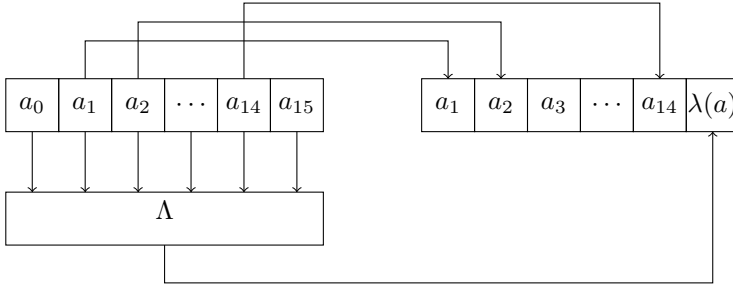 a₀ a₁ a₂ ⋯ a₁₄ a₁₅ a₁ a₂ a₃ ⋯ a₁₄ λ(a)
Λ